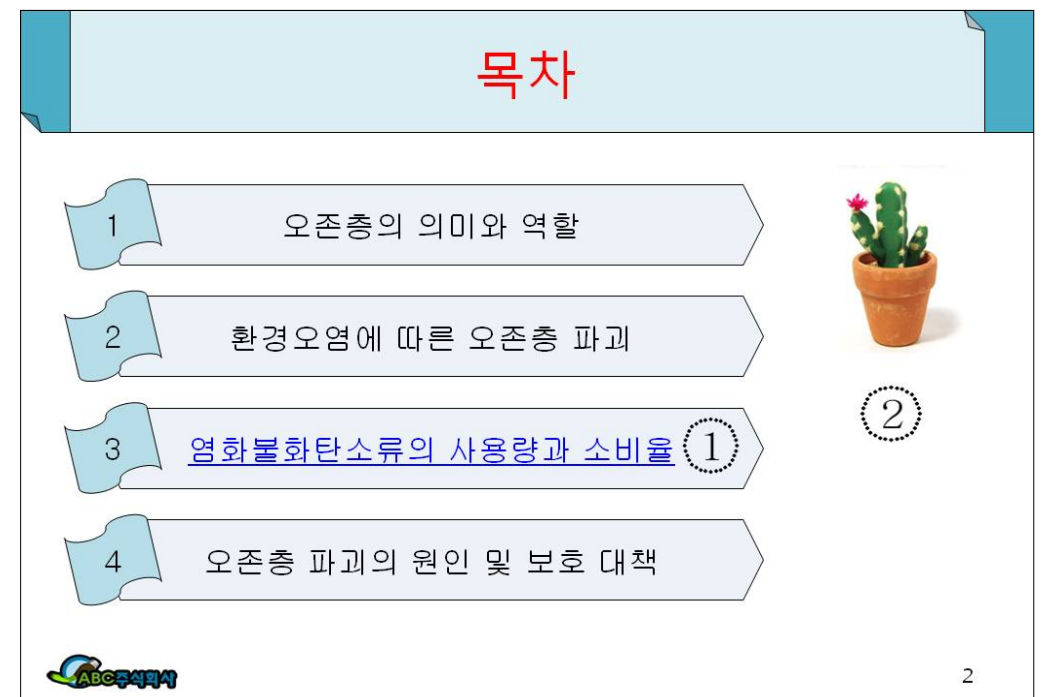 목차
1
오존층의 의미와 역할
2
환경오염에 따른 오존층 파괴
3
염화불화탄소류의 사용량과 소비율 ①
②
4
오존층 파괴의 원인 및 보호 대책
ABC주식회사
2